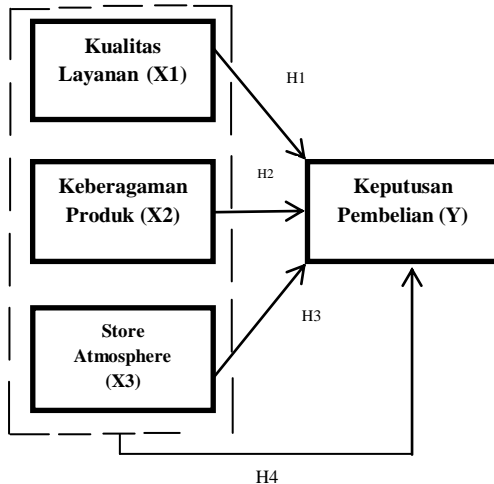 Kualitas
Layanan (X1)
H1
Keberagaman
Produk (X2)
H2
Keputusan
Pembelian (Y)
Store
Atmosphere
(X3)
H3
H4